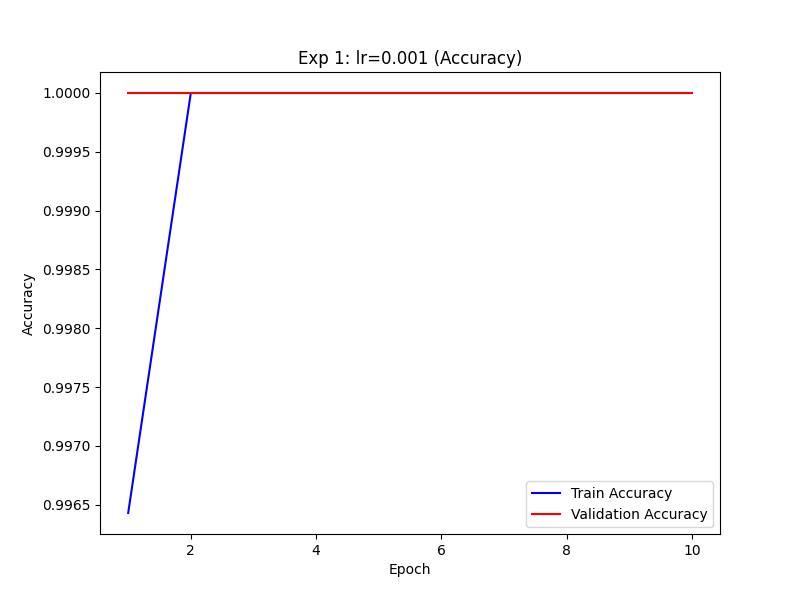 Exp 1: lr=0.001 (Accuracy)
1.0000
0.9995
0.9990
0.9985
0.9980
0.9975
0.9970
0.9965
Accuracy
Train Accuracy
Validation Accuracy
2 4 6 8 10
Epoch